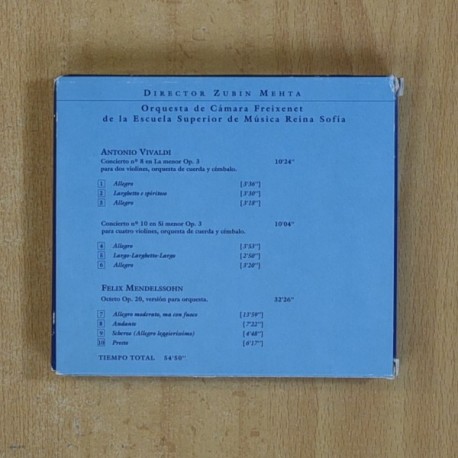 DIRECTOR ZUBIN MEHTA
Orquesta de Cámara Freixenet
de la Escuela Superior de Música Reina Sofía
ANTONIO VIVALDI
Concierto nº 8 en La menor Op. 3 10'24"
para dos violines, orquesta de cuerda y címbalo.
1 Allegro [3'36"]
2 Larghetto e spiritoso [3'30"]
3 Allegro [3'18"]
Concierto nº 10 en Si menor Op. 3 10'04"
para cuatro violines, orquesta de cuerda y címbalo.
4 Allegro [3'53"]
5 Largo-Larghetto-Largo [2'50"]
6 Allegro [3'20"]
FELIX MENDELSSOHN
Octeto Op. 20, versión para orquesta. 32'26"
7 Allegro moderato, ma con fuoco [13'59"]
8 Andante [7'22"]
9 Scherzo (Allegro leggierissimo) [4'48"]
10 Presto [6'17"]
TIEMPO TOTAL 54'50"